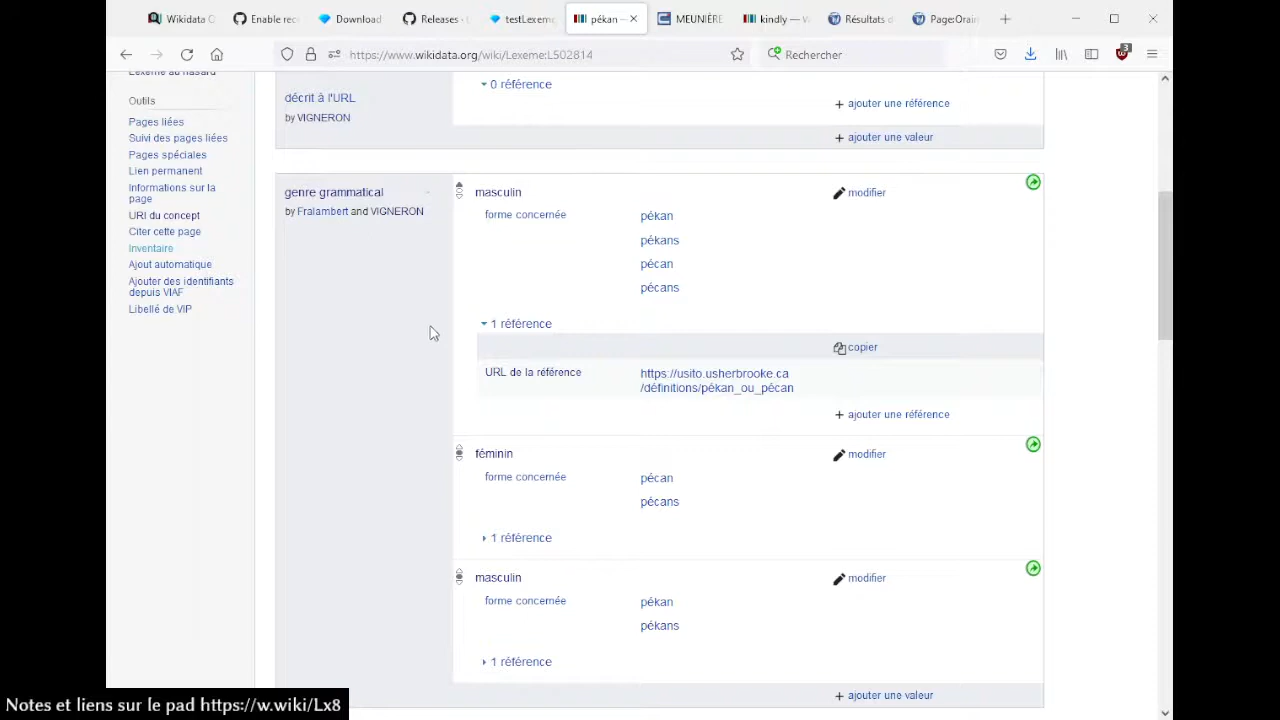 Wikidata Q
Enable rec
Download
Releases ·
testLexem
pékan —
MEUNIÈRE
kindly — W
Résultats d
Page:Orain
https://www.wikidata.org/wiki/Lexeme:L502814
Rechercher
3
Lexème au hasard
Outils
Pages liées
Suivi des pages liées
Pages spéciales
Lien permanent
Informations sur la
page
URI du concept
Citer cette page
Inventaire
Ajout automatique
Ajouter des identifiants
depuis VIAF
Libellé de VIP
0 référence
décrit à l'URL
ajouter une référence
by VIGNERON
ajouter une valeur
genre grammatical
by Fralambert and VIGNERON
masculin
modifier
forme concernée
pékan
pékans
pécan
pécans
1 référence
copier
URL de la référence
https://usito.usherbrooke.ca
/définitions/pékan_ou_pécan
ajouter une référence
féminin
modifier
forme concernée
pécan
pécans
1 référence
masculin
modifier
forme concernée
pékan
pékans
1 référence
ajouter une valeur
Notes et liens sur le pad https://w.wiki/Lx8